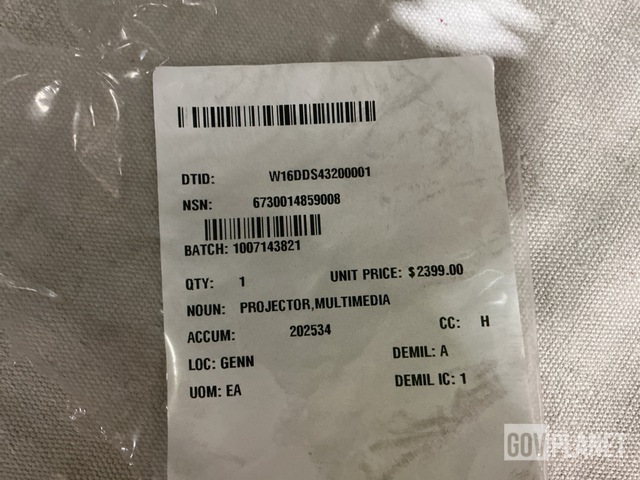 DTID: W16DDS43200001
NSN: 6730014859008
BATCH: 1007143821
QTY: 1 UNIT PRICE: $2399.00
NOUN: PROJECTOR,MULTIMEDIA
ACCUM: 202534 CC: H
LOC: GENN DEMIL: A
UOM: EA DEMIL IC: 1
GOVPLANET